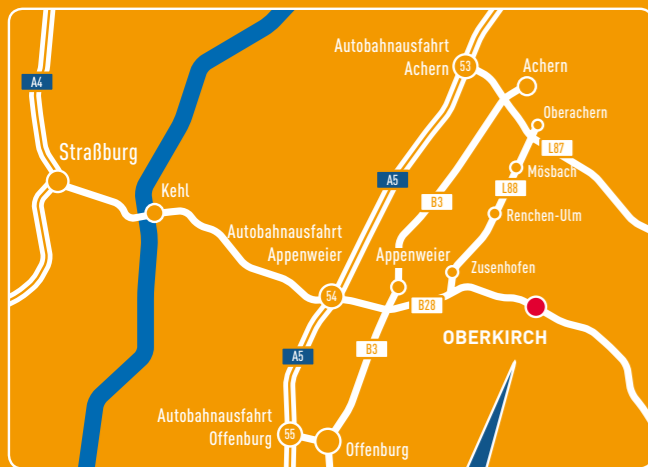 Autobahnausfahrt
Achern
53
Achern
A4
Oberachern
L87
Straßburg
Mösbach
A5
L88
Kehl
B3
Renchen-Ulm
Autobahnausfahrt
Appenweier
Appenweier
Zusenhofen
54
B28
OBERKIRCH
B3
A5
Autobahnausfahrt
Offenburg
55
Offenburg